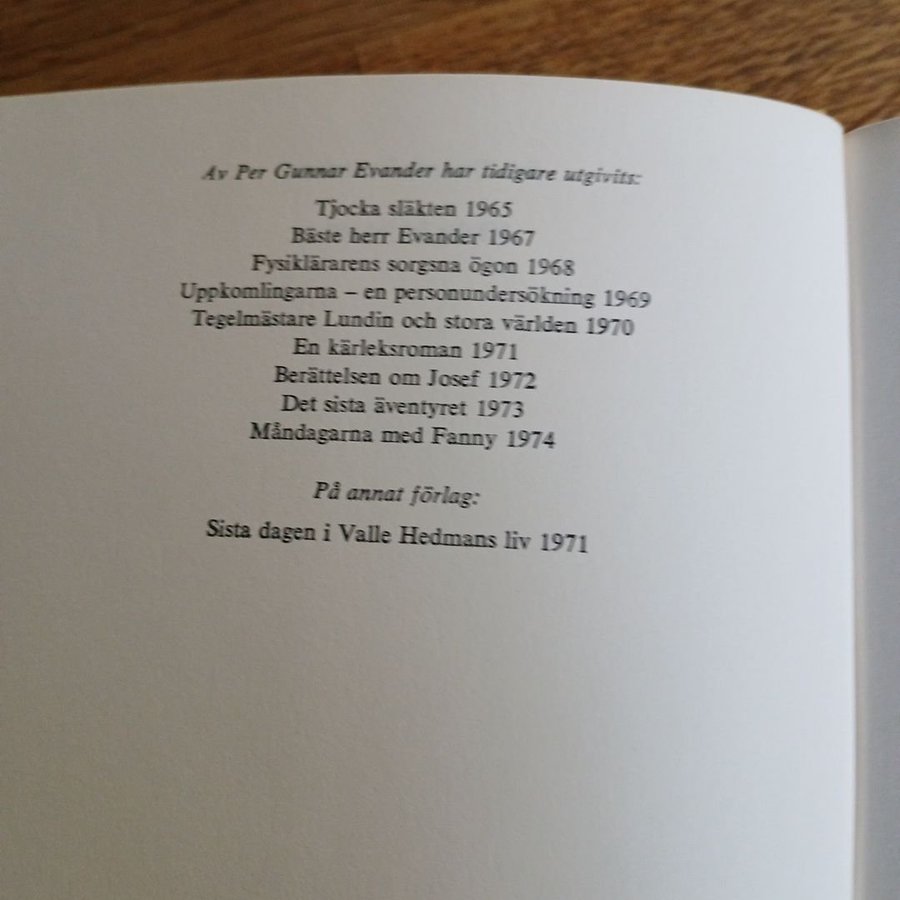 Av Per Gunnar Evander har tidigare utgivits:
Tjocka släkten 1965
Bäste herr Evander 1967
Fysiklärarens sorgsna ögon 1968
Uppkomlingarna – en personundersökning 1969
Tegelmästare Lundin och stora världen 1970
En kärleksroman 1971
Berättelsen om Josef 1972
Det sista äventyret 1973
Måndagarna med Fanny 1974
På annat förlag:
Sista dagen i Valle Hedmans liv 1971